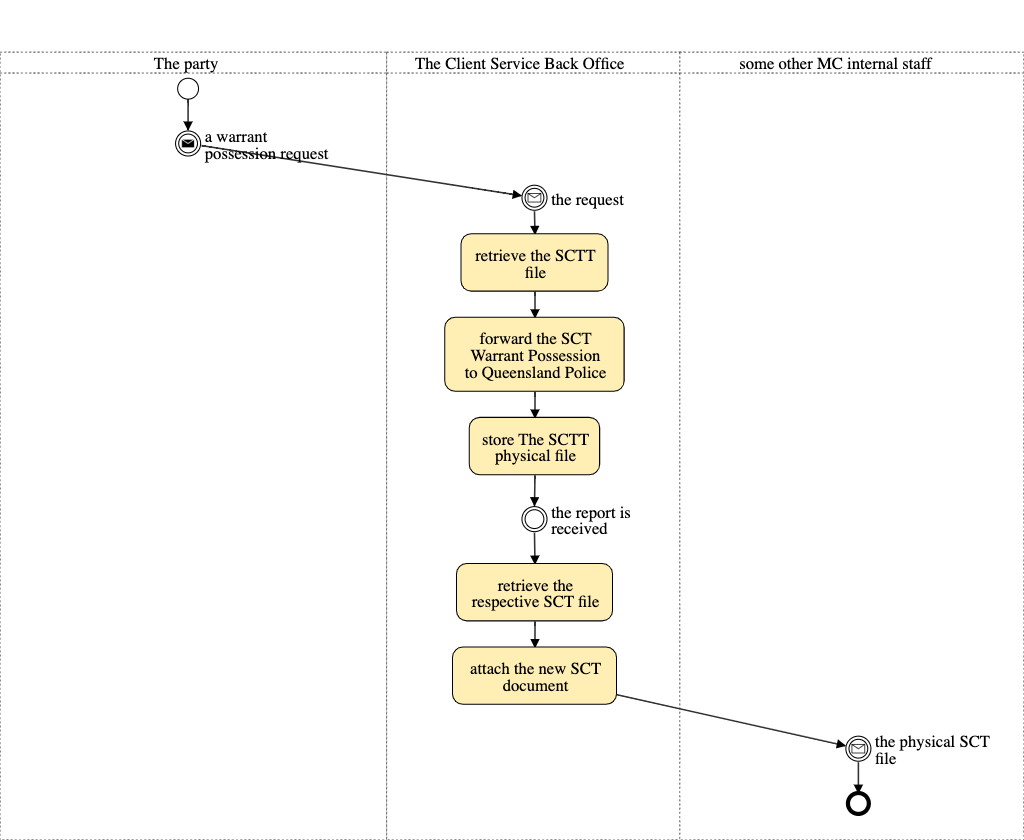 The party
The Client Service Back Office
some other MC internal staff
a warrant
possession request
the request
retrieve the SCTT
file
forward the SCT
Warrant Possession
to Queensland Police
store The SCTT
physical file
the report is
received
retrieve the
respective SCT file
attach the new SCT
document
the physical SCT
file